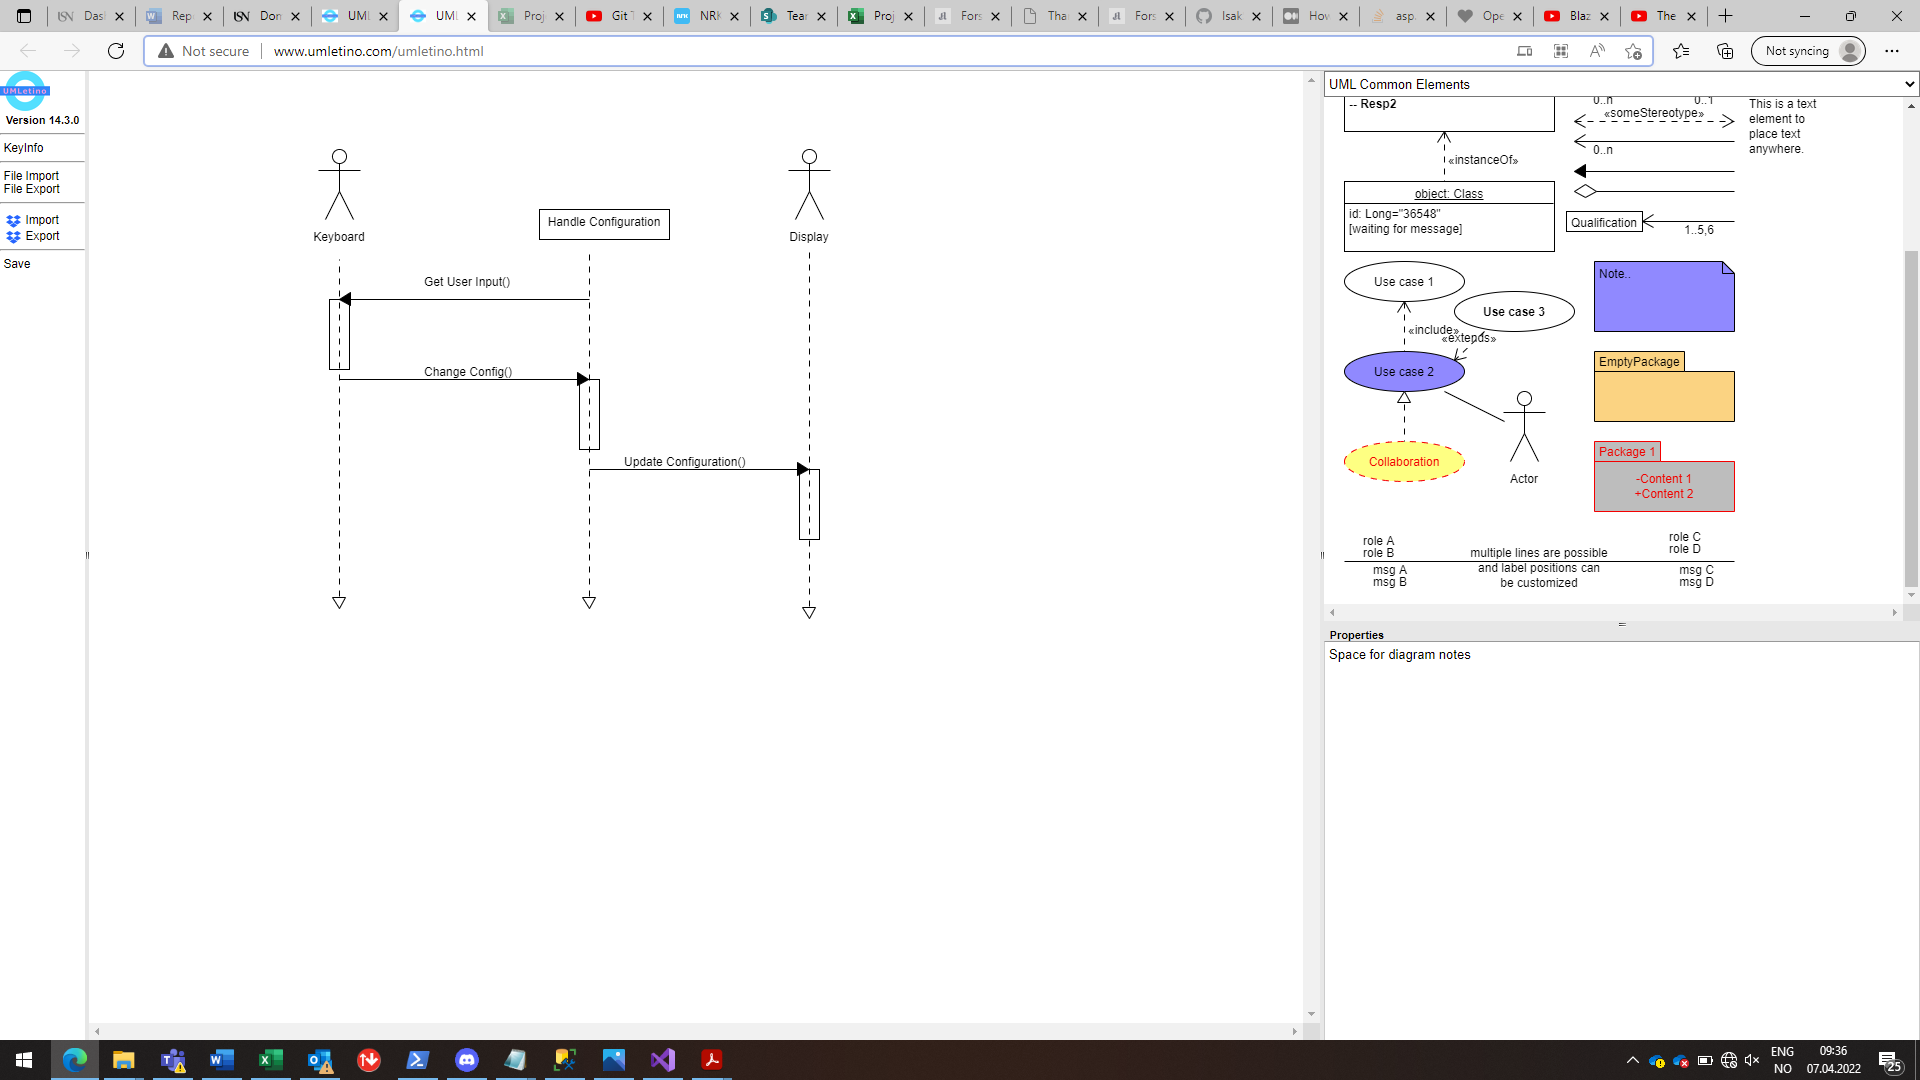 Das
Rep
Don
UML
UML
Proj
Git T
NRK
Tear
Proj
Fors
Thar
Fors
Isak
How
asp.
Ope
Blaz
The
Not secure
www.umletino.com/umletino.html
Not syncing
UMLetino
Version 14.3.0
KeyInfo
File Import
File Export
Import
Export
Save
Keyboard
Handle Configuration
Display
Get User Input()
Change Config()
Update Configuration()
UML Common Elements
-- Resp2
0..n 0..1
«someStereotype»
0..n
This is a text
element to
place text
anywhere.
«instanceOf»
object: Class
id: Long="36548"
[waiting for message]
Qualification
1..5,6
Use case 1
Use case 3
«include»
«extends»
Use case 2
Collaboration
Actor
Note..
EmptyPackage
Package 1
-Content 1
+Content 2
role A
role B
msg A
msg B
multiple lines are possible
and label positions can
be customized
role C
role D
msg C
msg D
Properties
Space for diagram notes
ENG
NO
09:36
07.04.2022
25